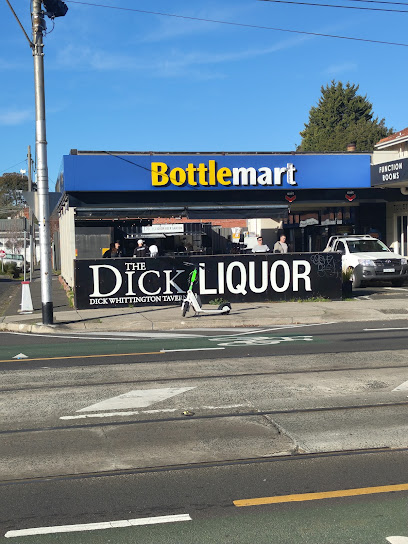 Bottlemart
FUNCTION
ROOMS
THE
DICK LIQUOR
DICK WHITTINGTON TAVERN